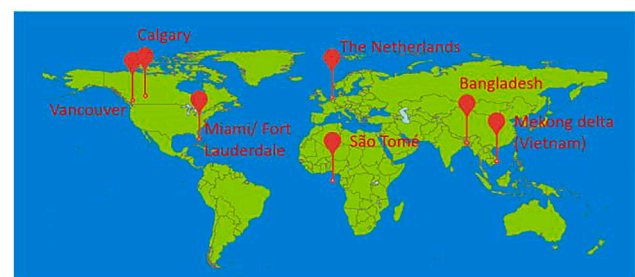 Calgary
The Netherlands
Bangladesh
Vancouver
Miami/ Fort
Lauderdale
São Tomé
Mekong delta
(Vietnam)